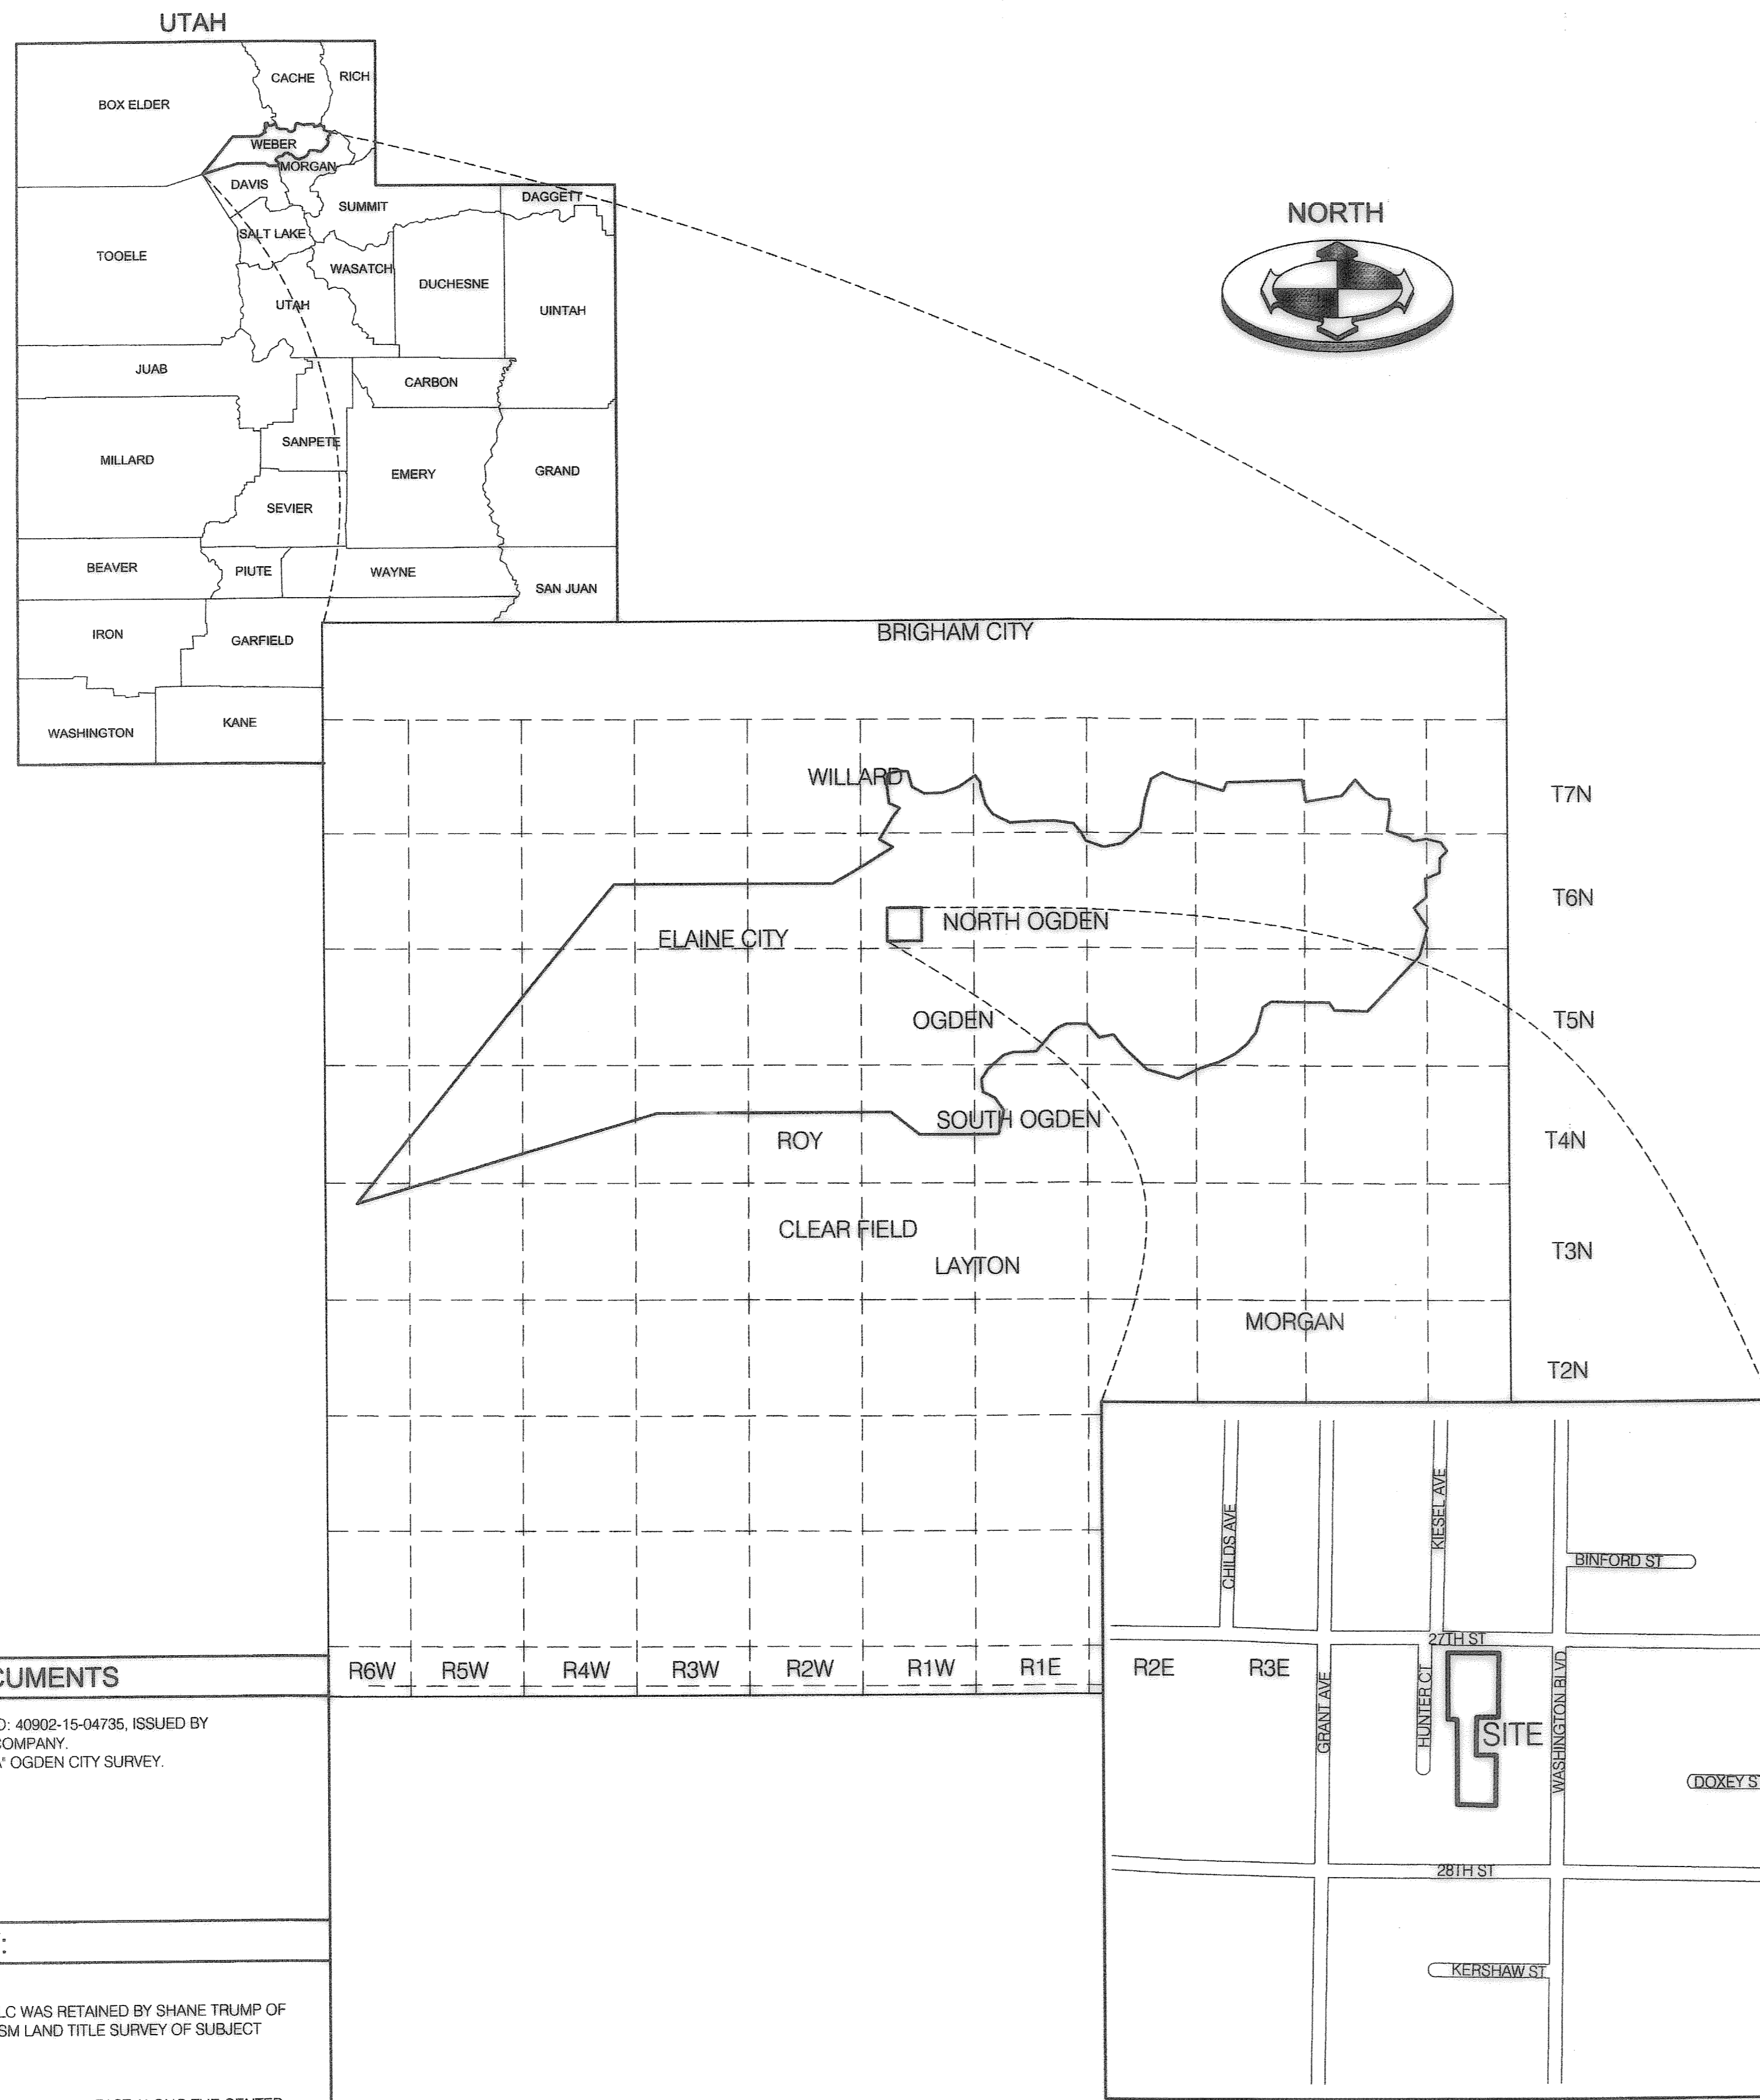 UTAH
CACHE
RICH
BOX ELDER
WEBER
MORGAN
DAVIS
SUMMIT
DAGGETT
SALT LAKE
TOOELE
WASATCH
DUCHESNE
UINTAH
UTAH
JUAB
CARBON
SANPETE
MILLARD
EMERY
GRAND
SEVIER
BEAVER
PIUTE
WAYNE
SAN JUAN
IRON
GARFIELD
WASHINGTON
KANE
NORTH
BRIGHAM CITY
WILLARD
T7N
T6N
NORTH OGDEN
ELAINE CITY
OGDEN
T5N
SOUTH OGDEN
ROY
T4N
CLEAR FIELD
LAYTON
T3N
MORGAN
T2N
R6W R5W R4W R3W R2W R1W R1E R2E R3E
CHILDS AVE
KIESEL AVE
BINFORD ST
27TH ST
GRANT AVE
HUNTER CT
SITE
WASHINGTON BLVD
DOXEY ST
28TH ST
KERSHAW ST
CUMENTS
O: 40902-15-04735, ISSUED BY
COMPANY.
A" OGDEN CITY SURVEY.
:
LC WAS RETAINED BY SHANE TRUMP OF
SM LAND TITLE SURVEY OF SUBJECT